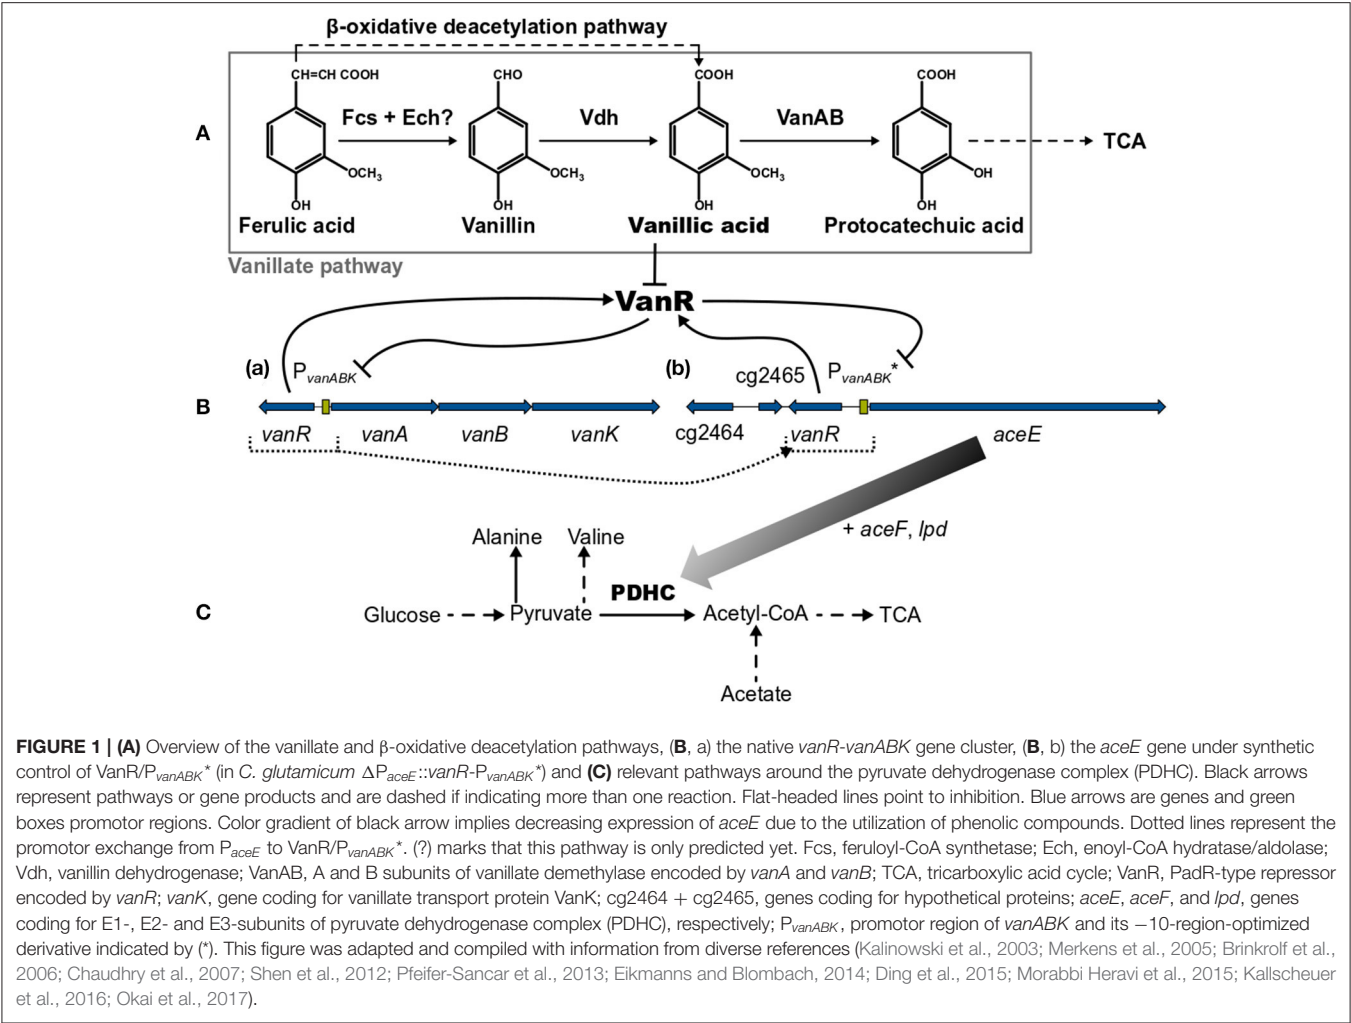 β-oxidative deacetylation pathway
CH=CH COOH
CHO
COOH
COOH
A
Fcs + Ech?
Vdh
VanAB
TCA
OCH3
OCH3
OCH3
OH
OH
OH
OH
OH
Ferulic acid
Vanillin
Vanillic acid
Protocatechuic acid
Vanillate pathway
VanR
(a)
PvanABK
(b)
cg2465
PvanABK*
B
vanR
vanA
vanB
vanK
cg2464
vanR
aceE
+ aceF, lpd
Alanine
Valine
PDHC
C
Glucose
Pyruvate
Acetyl-CoA
TCA
Acetate
FIGURE 1 | (A) Overview of the vanillate and β-oxidative deacetylation pathways, (B, a) the native vanR-vanABK gene cluster, (B, b) the aceE gene under synthetic
control of VanR/PvanABK* (in C. glutamicum ΔPaceE::vanR-PvanABK*) and (C) relevant pathways around the pyruvate dehydrogenase complex (PDHC). Black arrows
represent pathways or gene products and are dashed if indicating more than one reaction. Flat-headed lines point to inhibition. Blue arrows are genes and green
boxes promotor regions. Color gradient of black arrow implies decreasing expression of aceE due to the utilization of phenolic compounds. Dotted lines represent the
promotor exchange from PaceE to VanR/PvanABK*. (?) marks that this pathway is only predicted yet. Fcs, feruloyl-CoA synthetase; Ech, enoyl-CoA hydratase/aldolase;
Vdh, vanillin dehydrogenase; VanAB, A and B subunits of vanillate demethylase encoded by vanA and vanB; TCA, tricarboxylic acid cycle; VanR, PadR-type repressor
encoded by vanR; vanK, gene coding for vanillate transport protein VanK; cg2464 + cg2465, genes coding for hypothetical proteins; aceE, aceF, and lpd, genes
coding for E1-, E2- and E3-subunits of pyruvate dehydrogenase complex (PDHC), respectively; PvanABK, promotor region of vanABK and its −10-region-optimized
derivative indicated by (*). This figure was adapted and compiled with information from diverse references (Kalinowski et al., 2003; Merkens et al., 2005; Brinkrolf et al.,
2006; Chaudhry et al., 2007; Shen et al., 2012; Pfeifer-Sancar et al., 2013; Eikmanns and Blombach, 2014; Ding et al., 2015; Morabbi Heravi et al., 2015; Kallscheuer
et al., 2016; Okai et al., 2017).